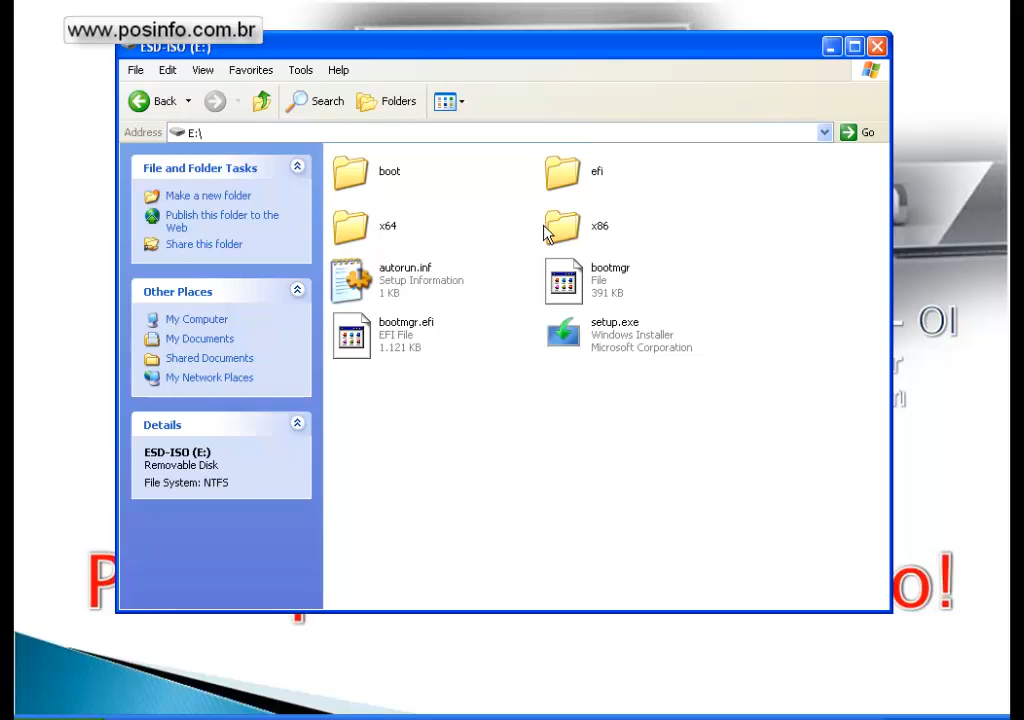 www.posinfo.com.br
ESD-ISO (E:)
File Edit View Favorites Tools Help
Back Search Folders
Address E:\ Go
File and Folder Tasks
Make a new folder
Publish this folder to the
Web
Share this folder
Other Places
My Computer
My Documents
Shared Documents
My Network Places
Details
ESD-ISO (E:)
Removable Disk
File System: NTFS
boot
efi
x64
x86
autorun.inf
Setup Information
1 KB
bootmgr
File
391 KB
bootmgr.efi
EFI File
1.121 KB
setup.exe
Windows Installer
Microsoft Corporation